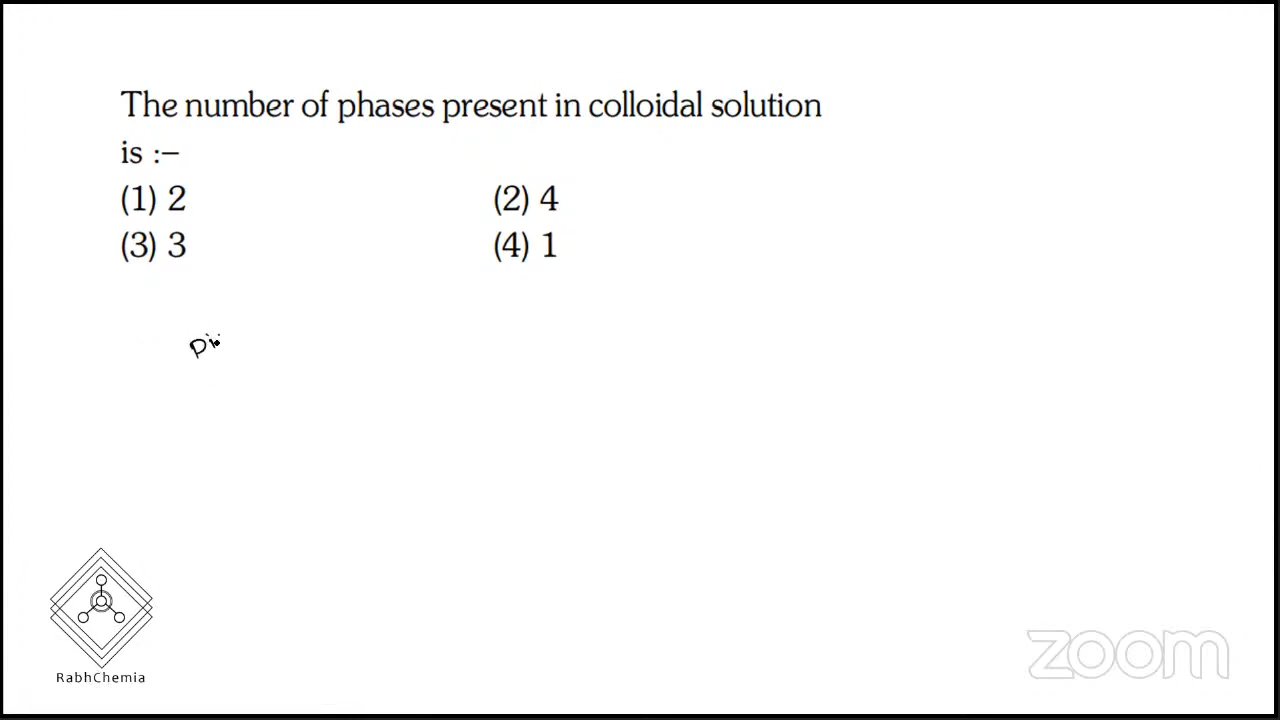 The number of phases present in colloidal solution
is :–
(1) 2 (2) 4
(3) 3 (4) 1
Di
RabhChemia
zoom